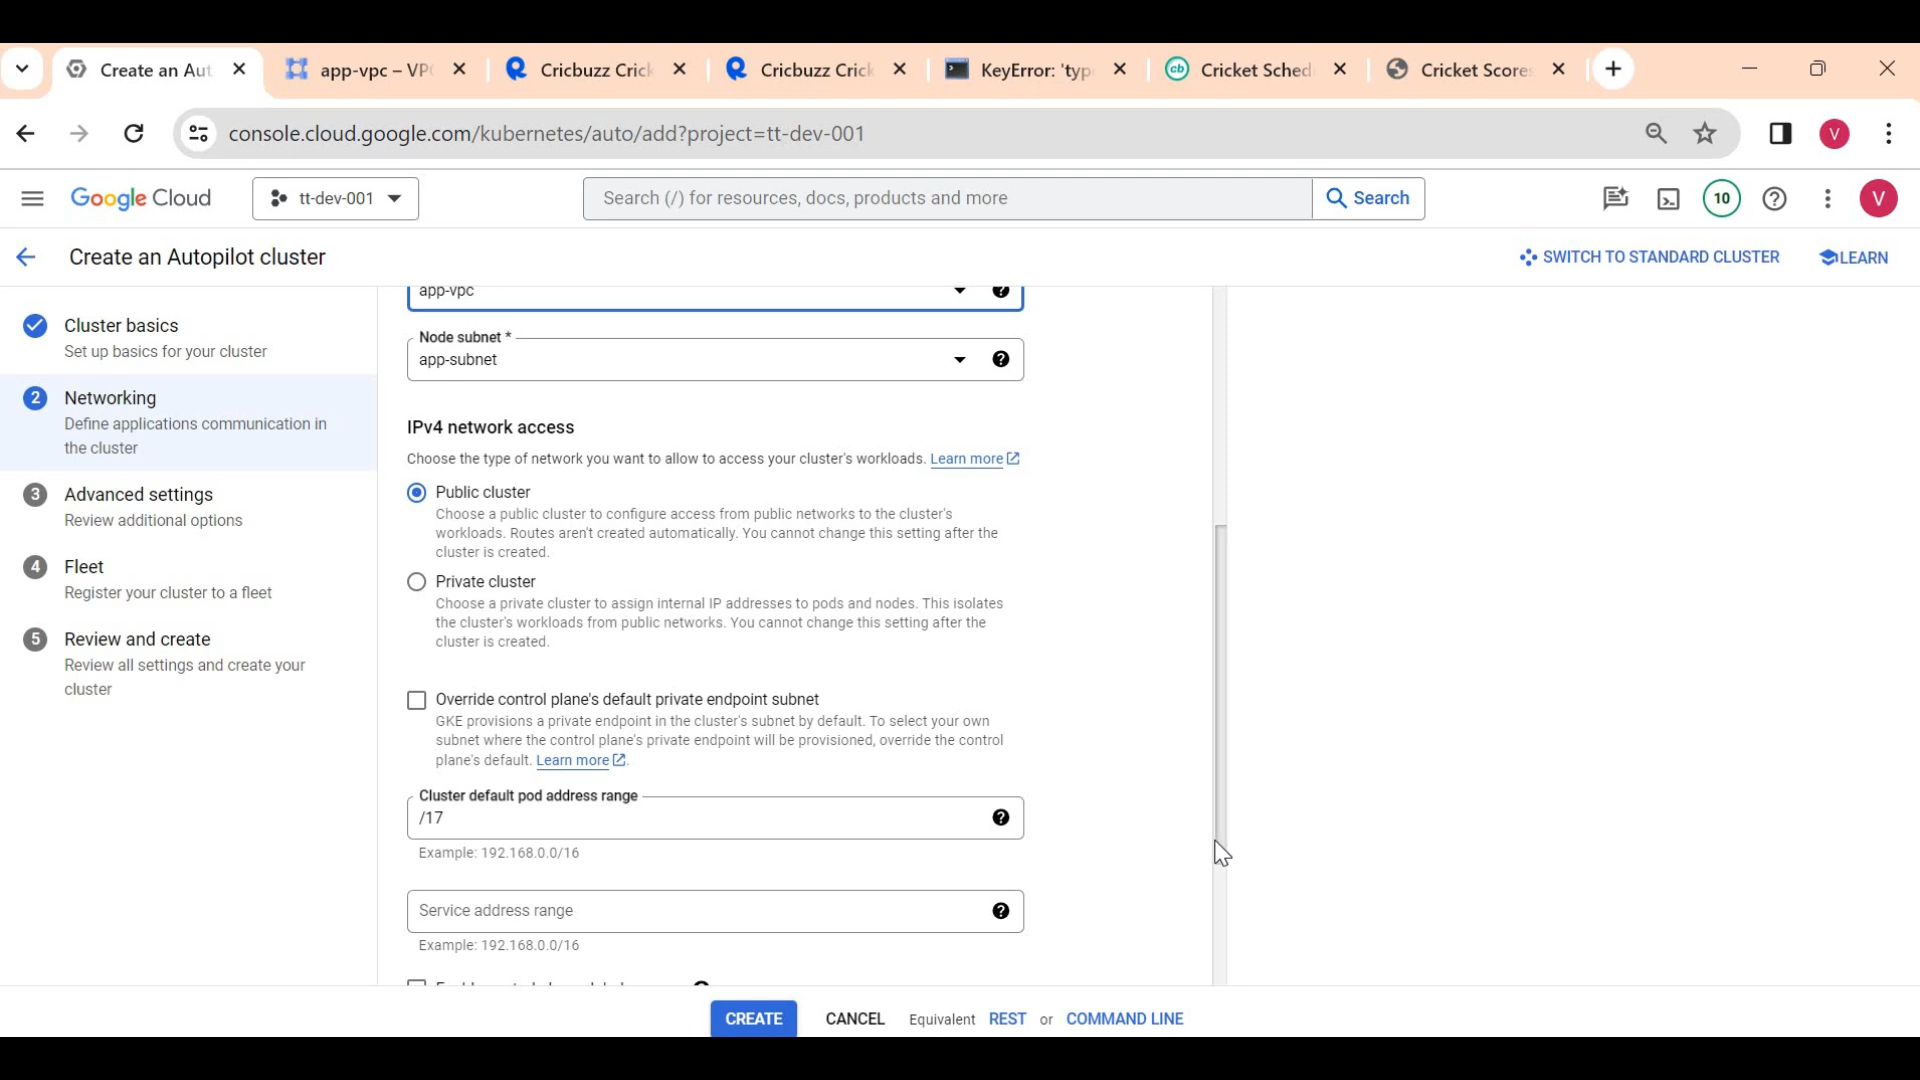 Create an Aut
app-vpc – VP
Cricbuzz Crick
Cricbuzz Crick
KeyError: 'typ
Cricket Sched
Cricket Score
console.cloud.google.com/kubernetes/auto/add?project=tt-dev-001
V
Google Cloud
tt-dev-001
Search (/) for resources, docs, products and more
Search
10
V
Create an Autopilot cluster
SWITCH TO STANDARD CLUSTER
LEARN
Cluster basics
Set up basics for your cluster
2
Networking
Define applications communication in
the cluster
3
Advanced settings
Review additional options
4
Fleet
Register your cluster to a fleet
5
Review and create
Review all settings and create your
cluster
app-vpc
Node subnet *
app-subnet
IPv4 network access
Choose the type of network you want to allow to access your cluster's workloads. Learn more
Public cluster
Choose a public cluster to configure access from public networks to the cluster's
workloads. Routes aren't created automatically. You cannot change this setting after the
cluster is created.
Private cluster
Choose a private cluster to assign internal IP addresses to pods and nodes. This isolates
the cluster's workloads from public networks. You cannot change this setting after the
cluster is created.
Override control plane's default private endpoint subnet
GKE provisions a private endpoint in the cluster's subnet by default. To select your own
subnet where the control plane's private endpoint will be provisioned, override the control
plane's default. Learn more.
Cluster default pod address range
/17
Example: 192.168.0.0/16
Service address range
Example: 192.168.0.0/16
CREATE
CANCEL
Equivalent REST or COMMAND LINE